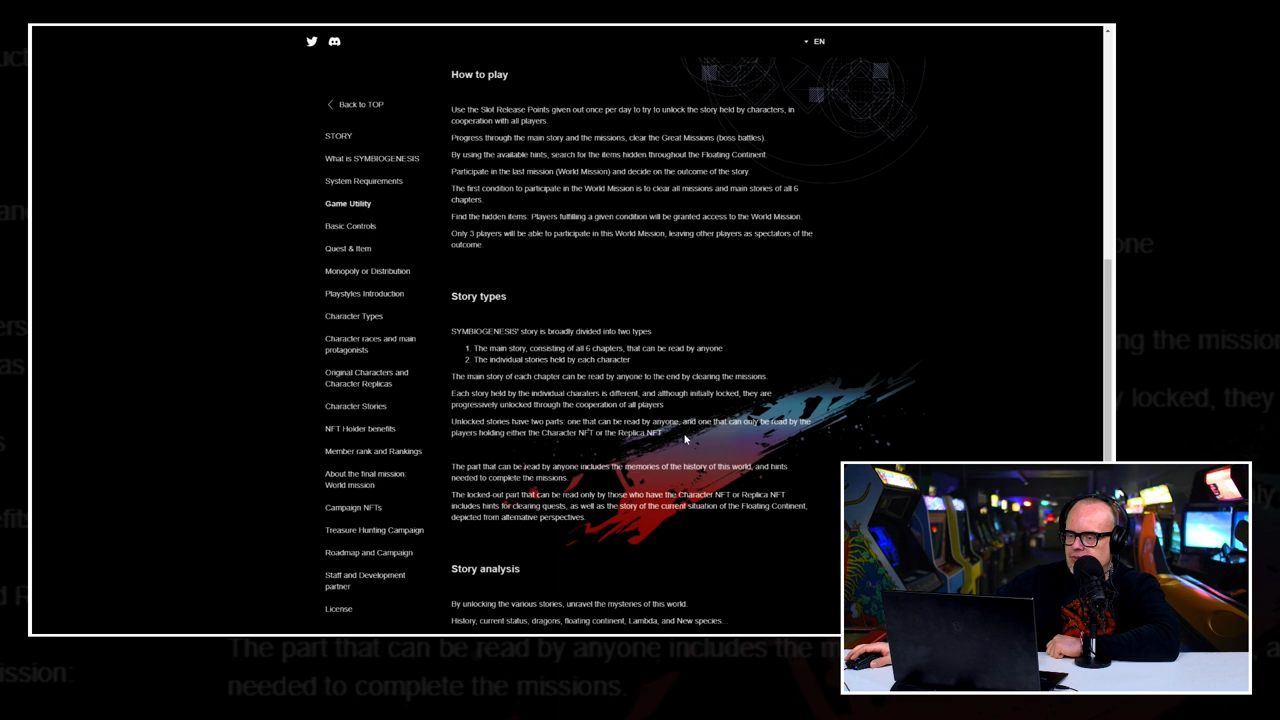 EN
Back to TOP
STORY
What is SYMBIOGENESIS
System Requirements
Game Utility
Basic Controls
Quest & Item
Monopoly or Distribution
Playstyles Introduction
Character Types
Character races and main
protagonists
Original Characters and
Character Replicas
Character Stories
NFT Holder benefits
Member rank and Rankings
About the final mission:
World mission
Campaign NFTs
Treasure Hunting Campaign
Roadmap and Campaign
Staff and Development
partner
License
How to play
Use the Slot Release Points given out once per day to try to unlock the story held by characters, in
cooperation with all players.
Progress through the main story and the missions, clear the Great Missions (boss battles).
By using the available hints, search for the items hidden throughout the Floating Continent.
Participate in the last mission (World Mission) and decide on the outcome of the story.
The first condition to participate in the World Mission is to clear all missions and main stories of all 6
chapters.
Find the hidden items: Players fulfilling a given condition will be granted access to the World Mission.
Only 3 players will be able to participate in this World Mission, leaving other players as spectators of the
outcome.
Story types
SYMBIOGENESIS' story is broadly divided into two types
1. The main story, consisting of all 6 chapters, that can be read by anyone
2. The individual stories held by each character
The main story of each chapter can be read by anyone to the end by clearing the missions.
Each story held by the individual charaters is different, and although initially locked, they are
progressively unlocked through the cooperation of all players
Unlocked stories have two parts: one that can be read by anyone, and one that can only be read by the
players holding either the Character NFT or the Replica NFT
The part that can be read by anyone includes the memories of the history of this world, and hints
needed to complete the missions.
The locked-out part that can be read only by those who have the Character NFT or Replica NFT
includes hints for clearing quests, as well as the story of the current situation of the Floating Continent,
depicted from alternative perspectives.
Story analysis
By unlocking the various stories, unravel the mysteries of this world.
History, current status, dragons, floating continent, Lambda, and New species...
one
ng the missio
locked, they
as
ission:
The part that can be read by anyone includes the m
needed to complete the missions.